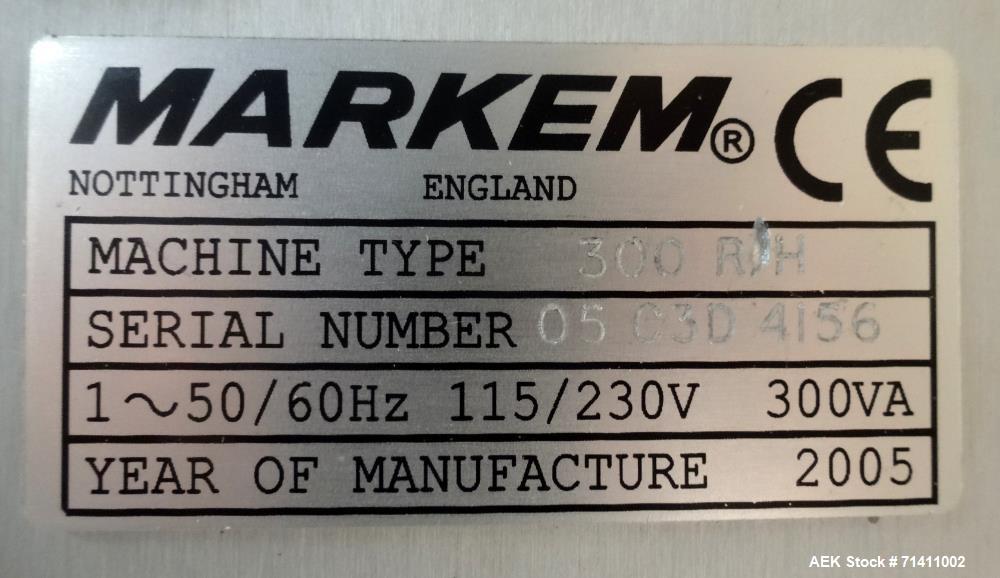 MARKEM® CE
NOTTINGHAM ENGLAND
MACHINE TYPE 300 R/H
SERIAL NUMBER 05 C3D 4156
1~50/60Hz 115/230V 300VA
YEAR OF MANUFACTURE 2005
AEK Stock # 71411002